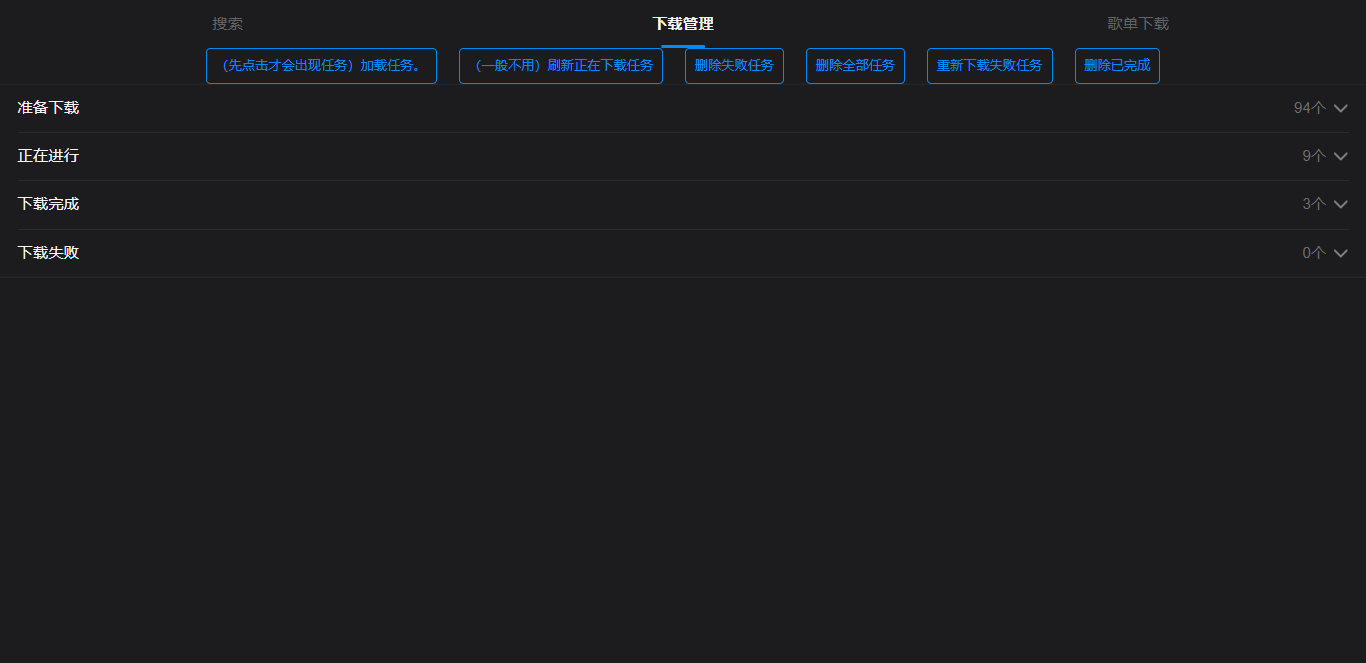 搜索 下载管理 歌单下载
（先点击才会出现任务）加载任务。 （一般不用）刷新正在下载任务 删除失败任务 删除全部任务 重新下载失败任务 删除已完成
准备下载 94个
正在进行 9个
下载完成 3个
下载失败 0个